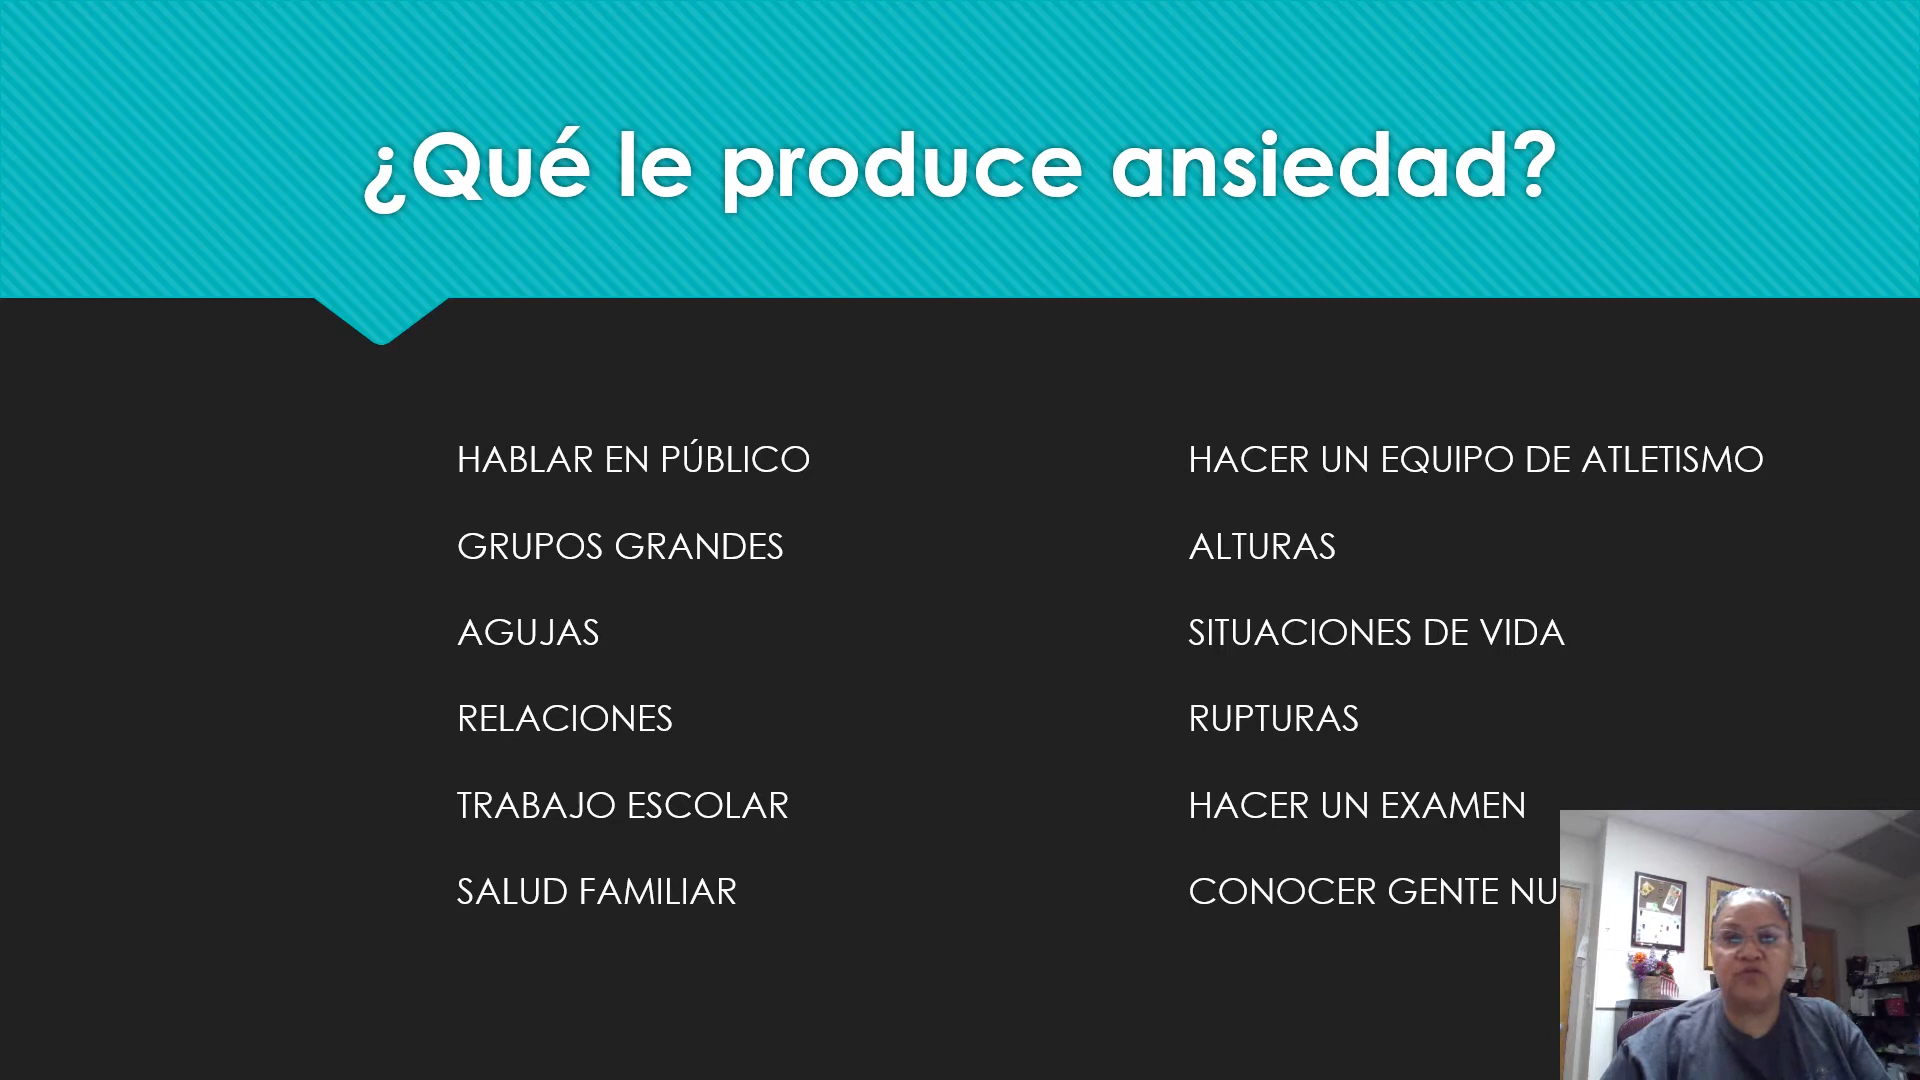 ¿Qué le produce ansiedad?
HABLAR EN PÚBLICO
GRUPOS GRANDES
AGUJAS
RELACIONES
TRABAJO ESCOLAR
SALUD FAMILIAR
HACER UN EQUIPO DE ATLETISMO
ALTURAS
SITUACIONES DE VIDA
RUPTURAS
HACER UN EXAMEN
CONOCER GENTE